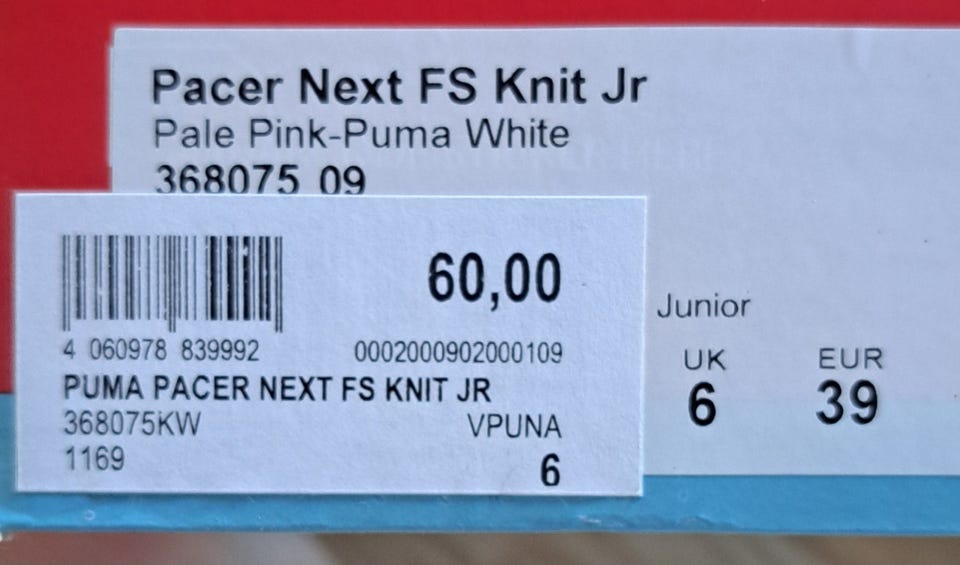 Pacer Next FS Knit Jr
Pale Pink-Puma White
368075 09
60,00
4 060978 839992 0002000902000109
PUMA PACER NEXT FS KNIT JR
368075KW VPUNA
1169 6
Junior
UK EUR
6 39